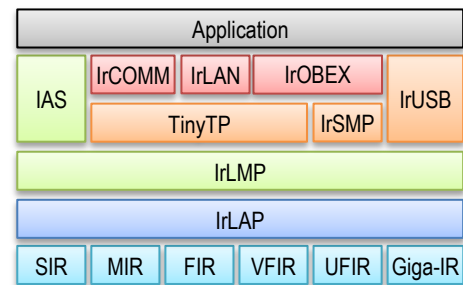 Application
IAS IrCOMM IrLAN IrOBEX IrUSB
TinyTP IrSMP
IrLMP
IrLAP
SIR MIR FIR VFIR UFIR Giga-IR